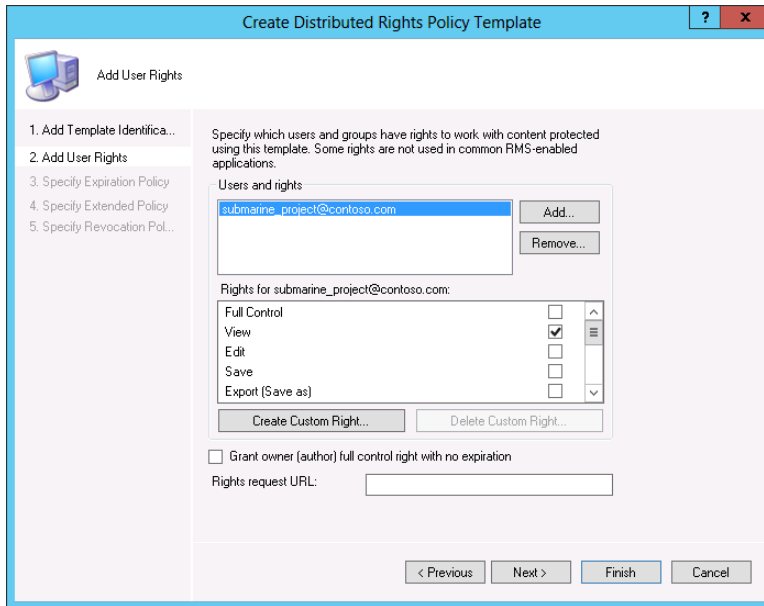 Create Distributed Rights Policy Template
?
x
Add User Rights
1. Add Template Identifica...
2. Add User Rights
3. Specify Expiration Policy
4. Specify Extended Policy
5. Specify Revocation Pol...
Specify which users and groups have rights to work with content protected
using this template. Some rights are not used in common RMS-enabled
applications.
Users and rights
submarine_project@contoso.com
Add...
Remove...
Rights for submarine_project@contoso.com:
Full Control
View
Edit
Save
Export (Save as)
Create Custom Right...
Delete Custom Right...
Grant owner (author) full control right with no expiration
Rights request URL:
< Previous
Next >
Finish
Cancel